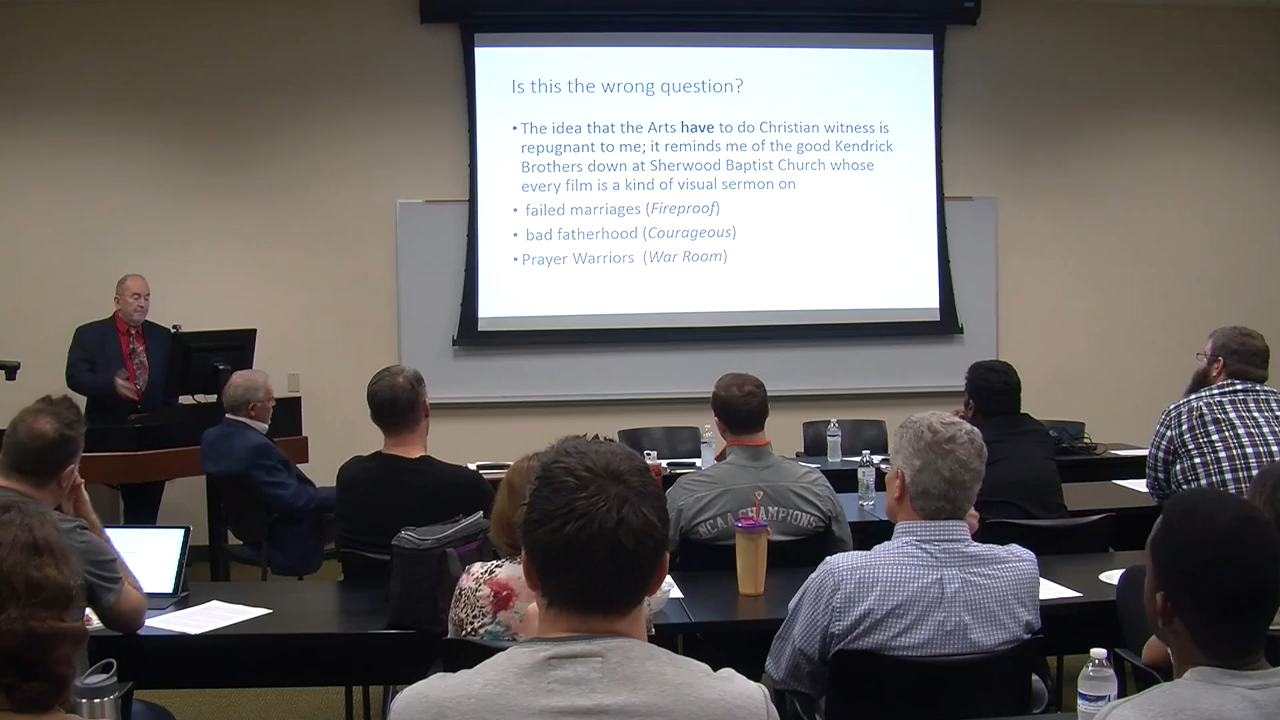 Is this the wrong question?
• The idea that the Arts have to do Christian witness is
repugnant to me; it reminds me of the good Kendrick
Brothers down at Sherwood Baptist Church whose
every film is a kind of visual sermon on
• failed marriages (Fireproof)
• bad fatherhood (Courageous)
• Prayer Warriors (War Room)
NCAA CHAMPIONS